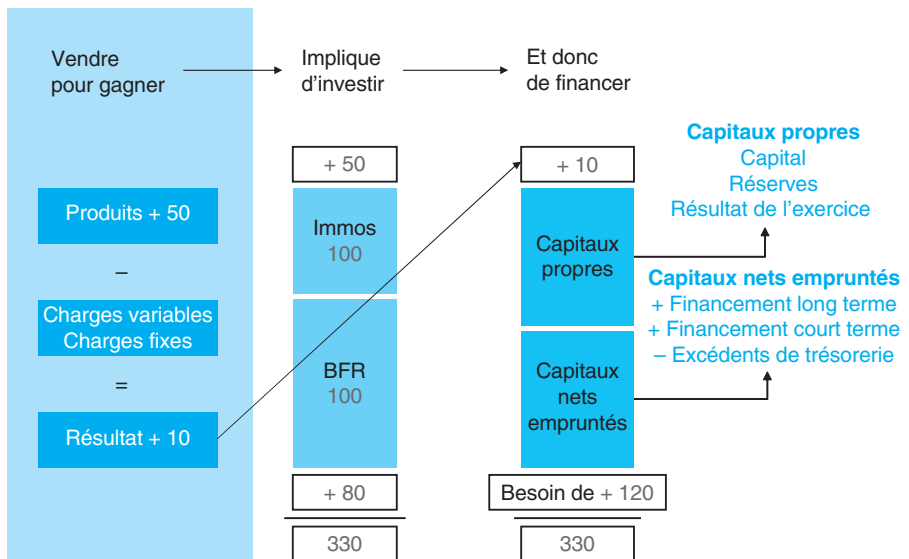 Vendre
pour gagner
Implique
d'investir
Et donc
de financer
Produits + 50
–
Charges variables
Charges fixes
=
Résultat + 10
+ 50
Immos
100
BFR
100
+ 80
330
+ 10
Capitaux
propres
Capitaux
nets
empruntés
Besoin de + 120
330
Capitaux propres
Capital
Réserves
Résultat de l'exercice
Capitaux nets empruntés
+ Financement long terme
+ Financement court terme
– Excédents de trésorerie